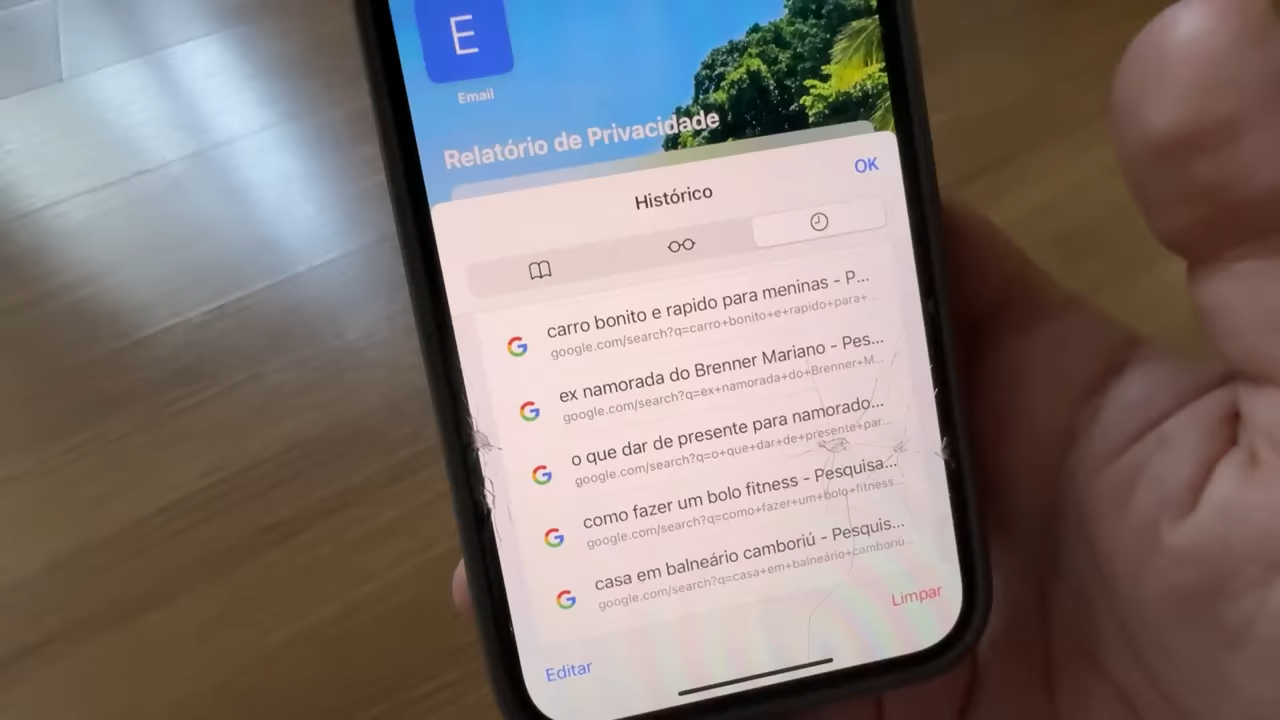 E
Email
Relatório de Privacidade
OK
Histórico
carro bonito e rapido para meninas - P...
google.com/search?q=carro+bonito+e+rapido+para+...
ex namorada do Brenner Mariano - Pes...
google.com/search?q=ex+namorada+do+Brenner+M...
o que dar de presente para namorado...
google.com/search?q=o+que+dar+de+presente+par...
como fazer um bolo fitness - Pesquisa...
google.com/search?q=como+fazer+um+bolo+fitness...
casa em balneário camboriú - Pesquis...
google.com/search?q=casa+em+balneário+camboriú...
Limpar
Editar